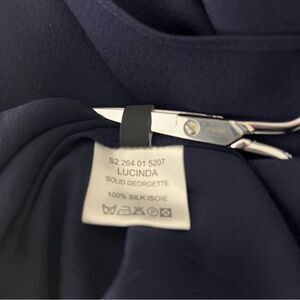 S2 264 01 5207
LUCINDA
SOLID GEORGETTE
100% SILK/SOIE